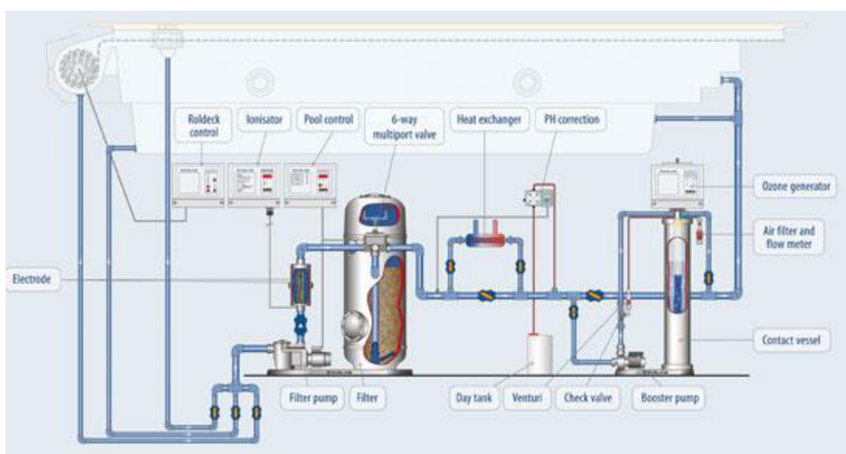 Roldeck
control
Ionisator
Pool control
6-way
multiport valve
Heat exchanger
PH correction
Ozone generator
Air filter and
flow meter
Electrode
Contact vessel
Filter pump
Filter
Day tank
Venturi
Check valve
Booster pump